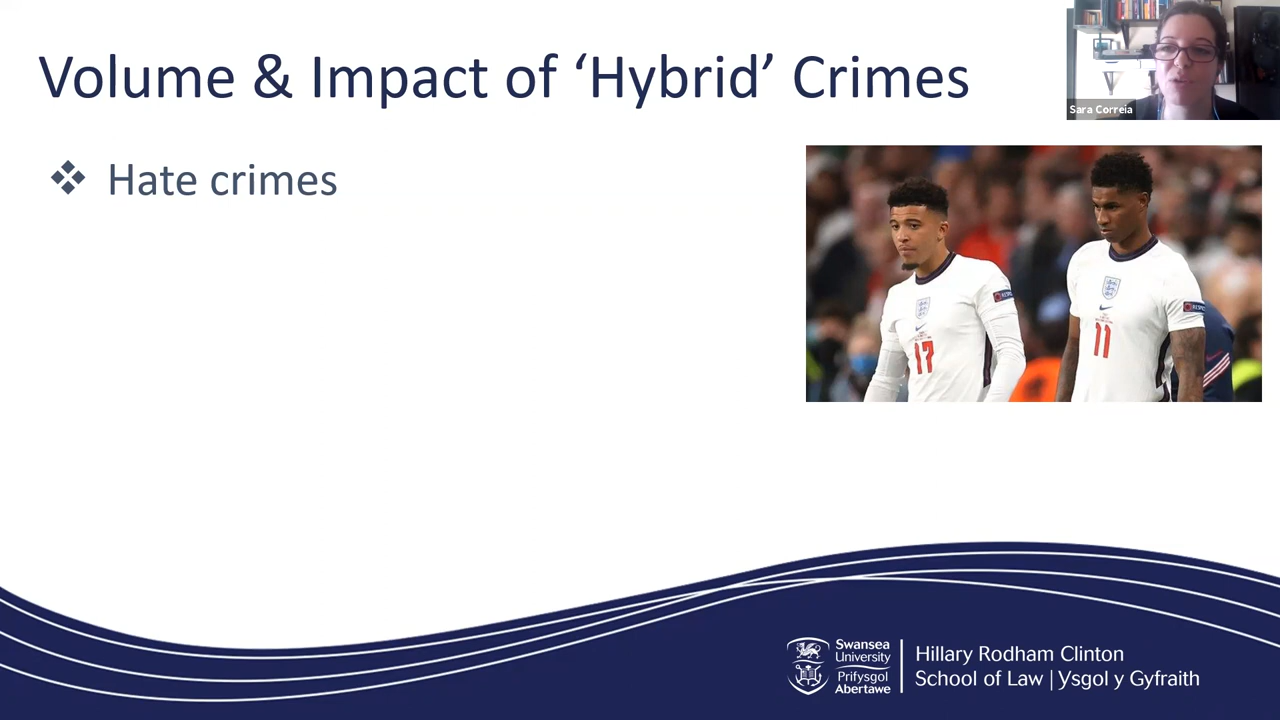 Volume & Impact of ‘Hybrid’ Crimes
Sara Correia
Hate crimes
17
11
Swansea
University
Prifysgol
Abertawe
Hillary Rodham Clinton
School of Law | Ysgol y Gyfraith